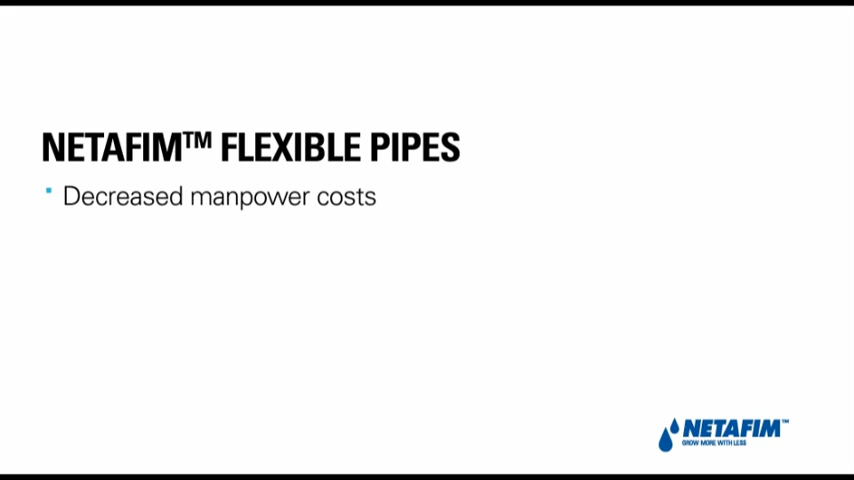 NETAFIM™ FLEXIBLE PIPES
Decreased manpower costs
NETAFIM™
GROW MORE WITH LESS